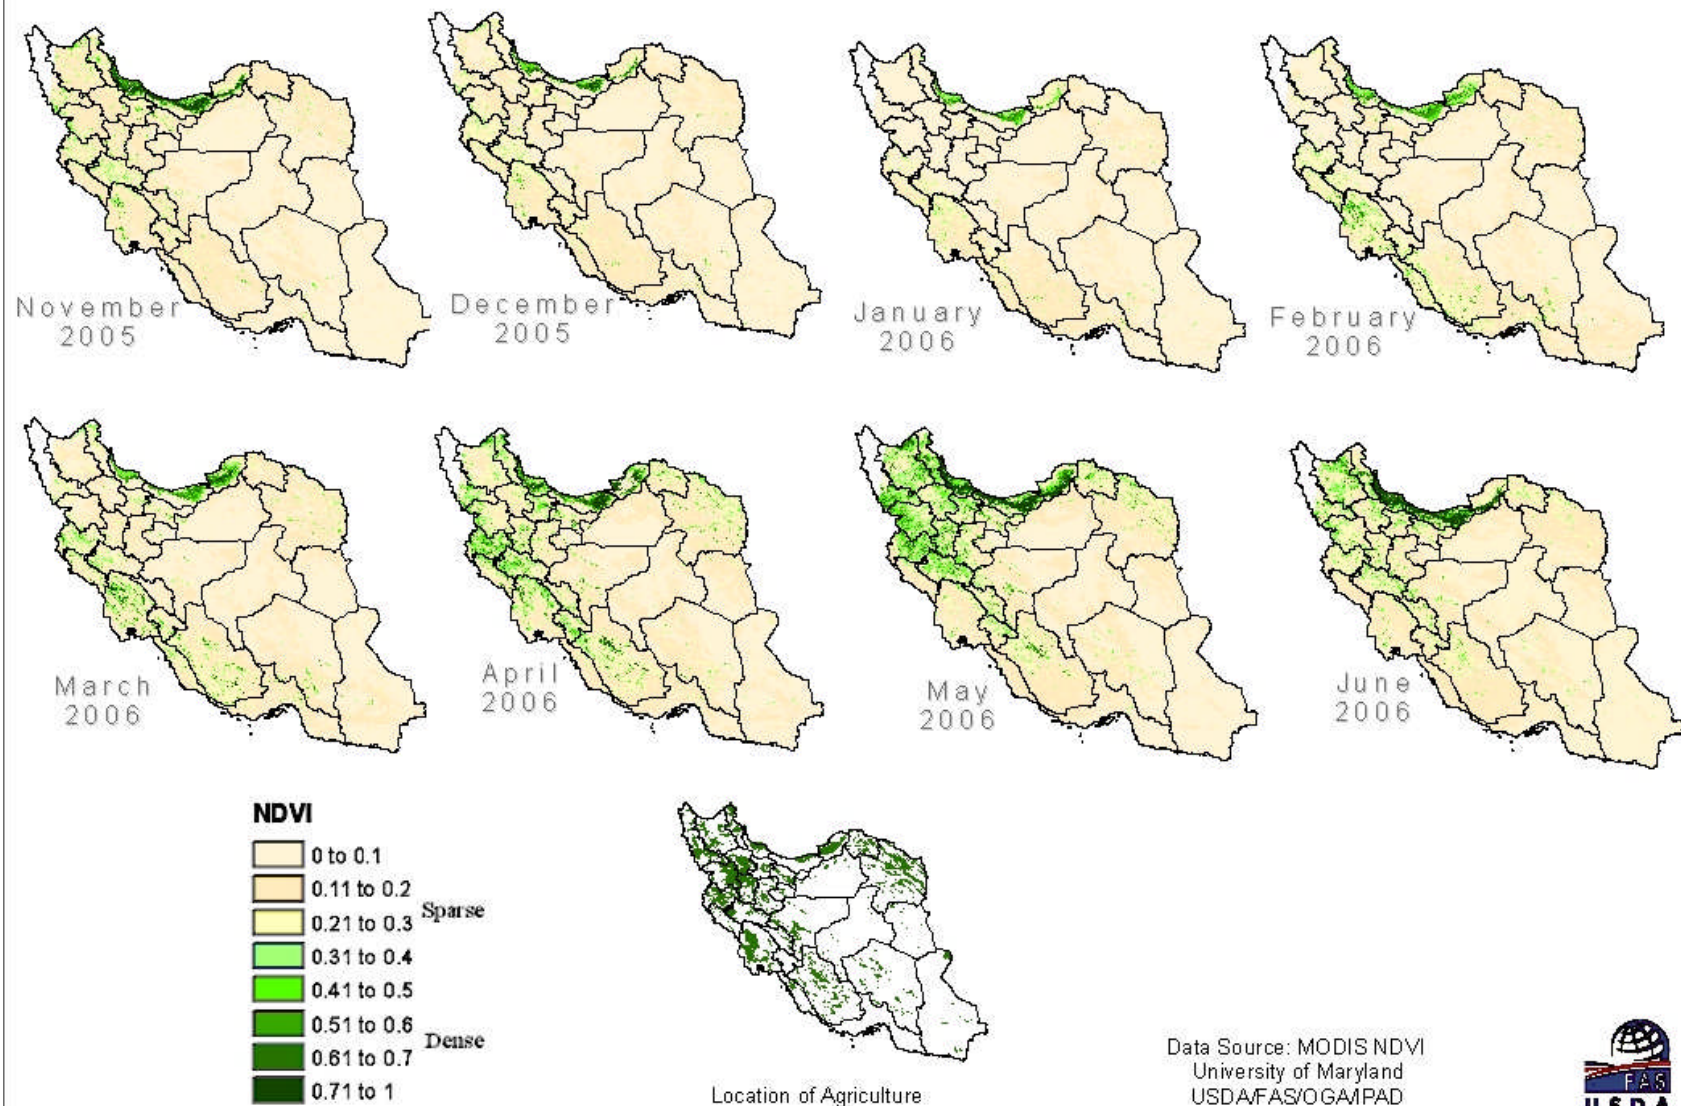 November
2005
December
2005
January
2006
February
2006
March
2006
April
2006
May
2006
June
2006
NDVI
0 to 0.1
0.11 to 0.2
0.21 to 0.3
Sparse
0.31 to 0.4
0.41 to 0.5
0.51 to 0.6
Dense
0.61 to 0.7
0.71 to 1
Location of Agriculture
Data Source: MODIS NDVI
University of Maryland
USDA/FAS/OGA/IPAD
FAS
USDA